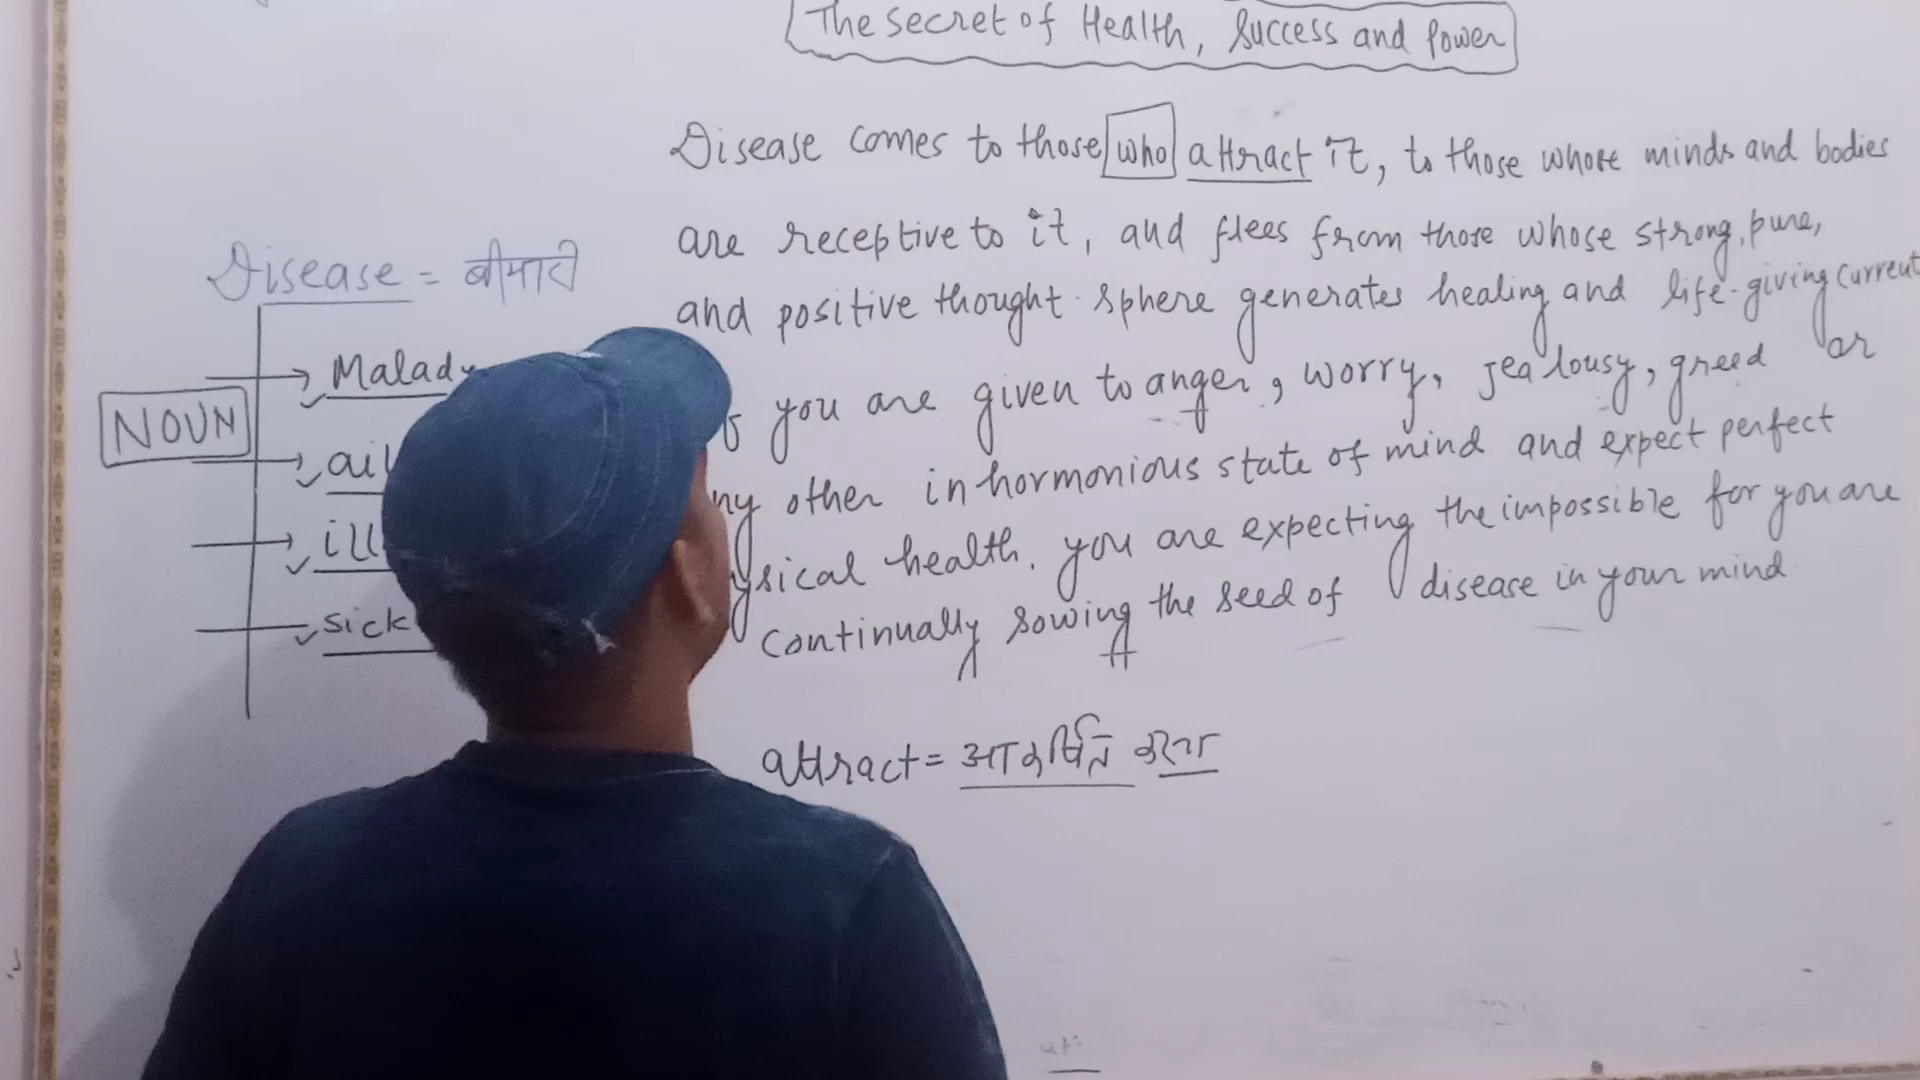 The secret of Health, Success and Power
Disease comes to those who attract it, to those whose minds and bodies
are receptive to it, and flees from those whose strong, pure,
and positive thought sphere generates healing and life-giving current
you are given to anger, worry, jealousy, greed or
ny other inhormonious state of mind and expect perfect
ysical health, you are expecting the impossible for you are
continually sowing the seed of disease in your mind
attract = आकर्षित करना
Disease = बीमारी
NOUN
Malady
ail
ill
sick